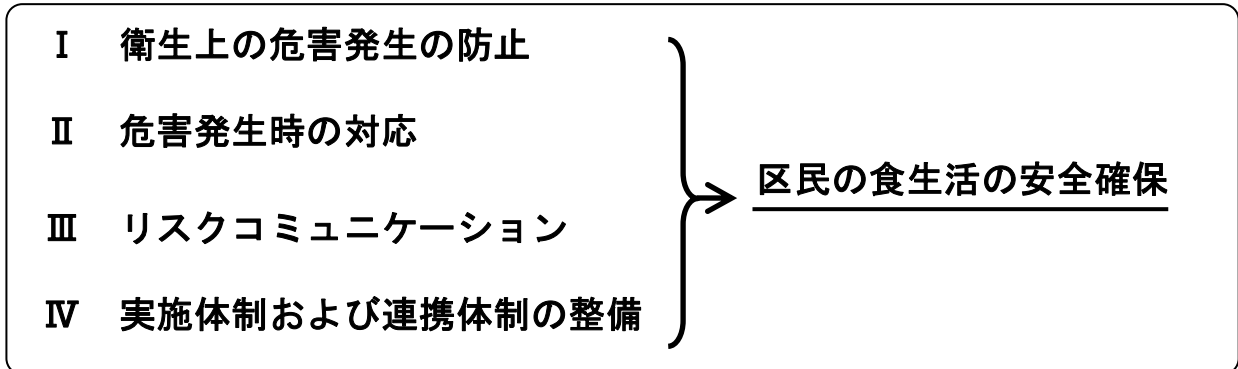 Ⅰ 衛生上の危害発生の防止
Ⅱ 危害発生時の対応
Ⅲ リスクコミュニケーション
Ⅳ 実施体制および連携体制の整備
区民の食生活の安全確保